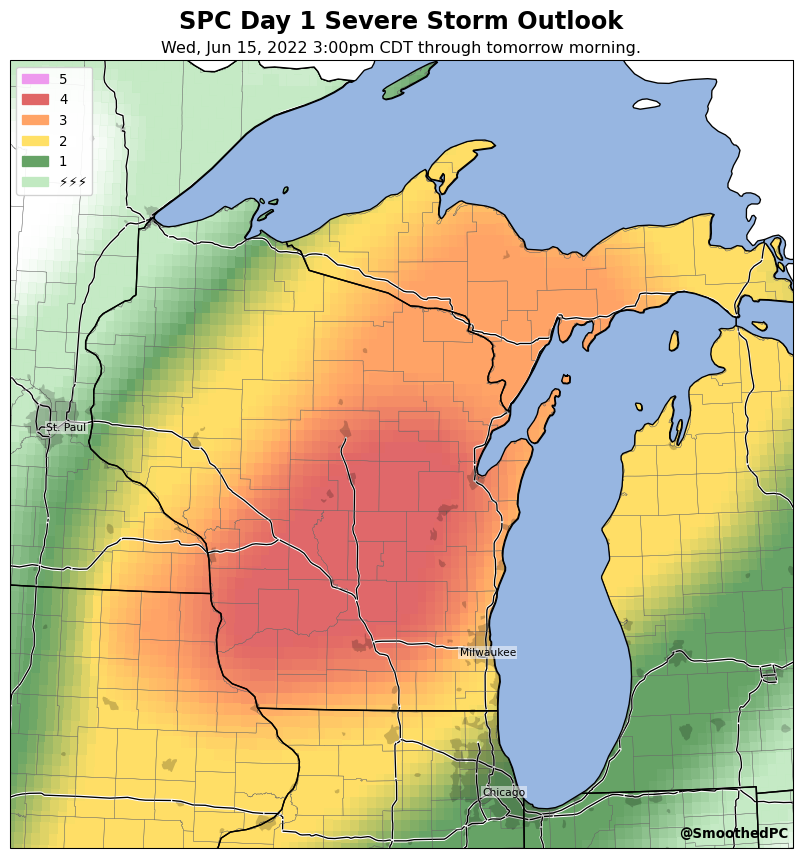 SPC Day 1 Severe Storm Outlook
Wed, Jun 15, 2022 3:00pm CDT through tomorrow morning.
5
4
3
2
1
⚡⚡⚡
St. Paul
Milwaukee
Chicago
@SmoothedPC